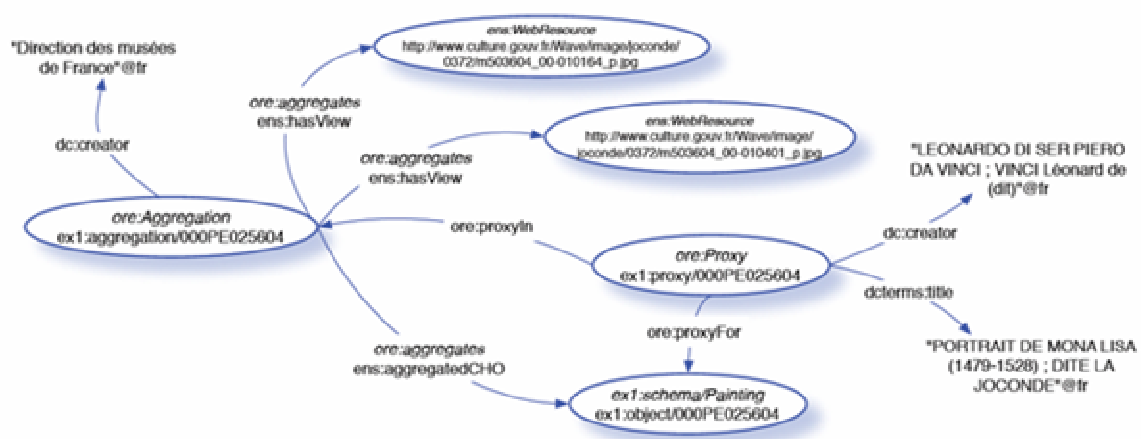 "Direction des musées
de France"@fr
dc:creator
ens:WebResource
http://www.culture.gouv.fr/Wave/image/joconde/
0372/m503604_00-010164_p.jpg
ore:aggregates
ens:hasView
ens:WebResource
http://www.culture.gouv.fr/Wave/image/
joconde/0372/m503604_00-010401_p.jpg
ore:aggregates
ens:hasView
ore:Aggregation
ex1:aggregation/000PE025604
ore:proxyIn
"LEONARDO DI SER PIERO
DA VINCI ; VINCI Léonard de
(dit)"@fr
dc:creator
ore:Proxy
ex1:proxy/000PE025604
dcterms:title
ore:proxyFor
"PORTRAIT DE MONA LISA
(1479-1528) ; DITE LA
JOCONDE"@fr
ore:aggregates
ens:aggregatedCHO
ex1:schema/Painting
ex1:object/000PE025604